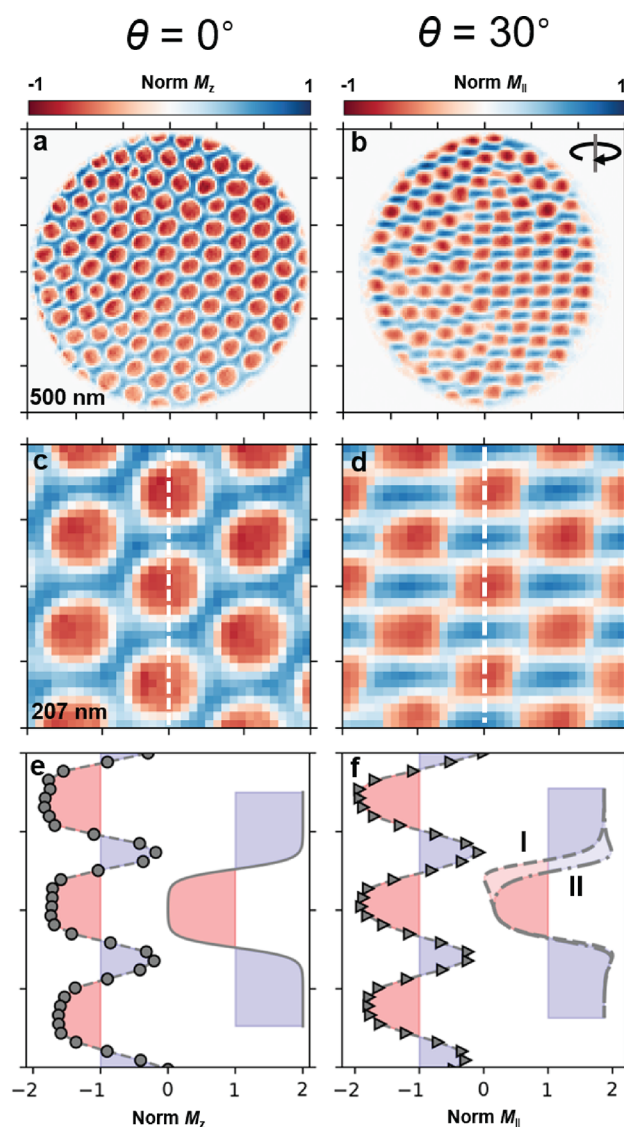 θ = 0° θ = 30°
-1 Norm Mz 1 -1 Norm M|| 1
a b
500 nm
c d
207 nm
e f
I
II
−2 −1 0 1 2 −2 −1 0 1 2
Norm Mz Norm M||